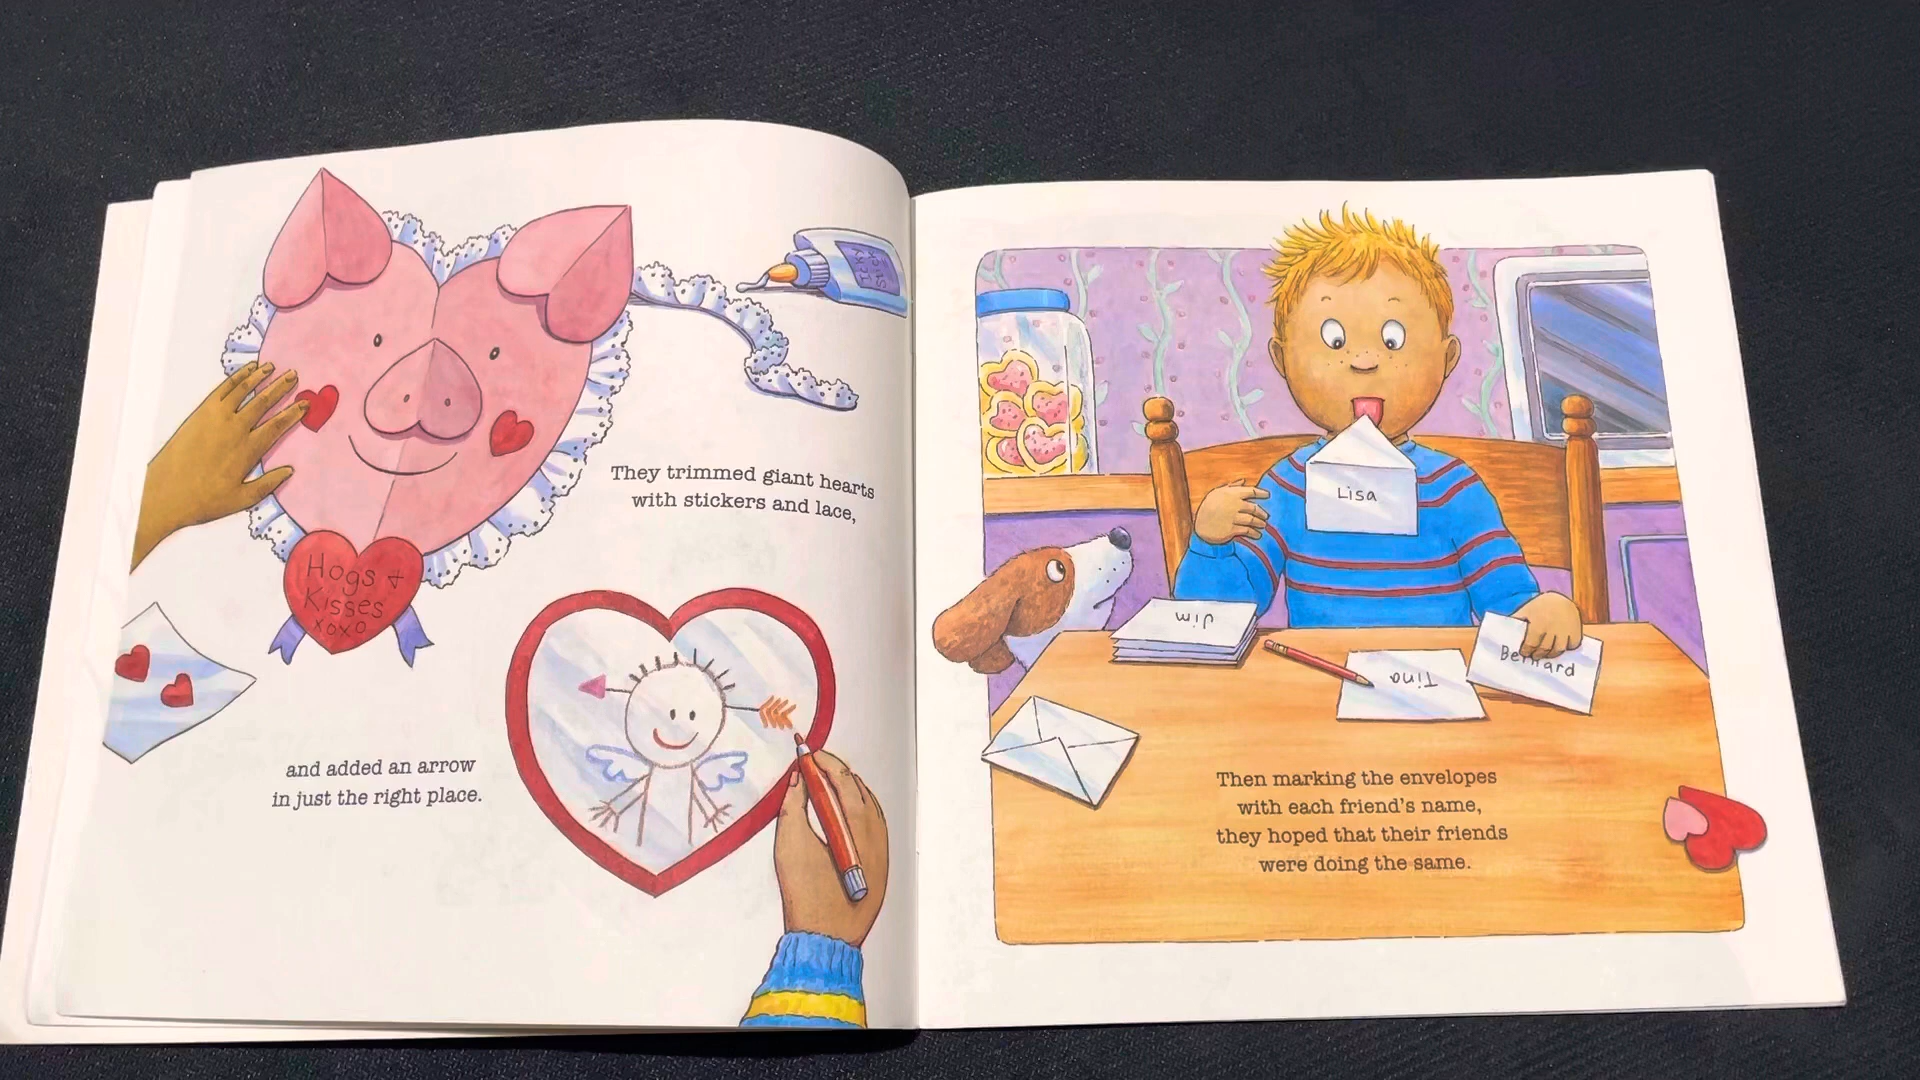 Icky
Sticky
They trimmed giant hearts
with stickers and lace,
Hogs +
Kisses
xoxo
and added an arrow
in just the right place.
Lisa
Jim
Tina
Bernard
Then marking the envelopes
with each friend's name,
they hoped that their friends
were doing the same.